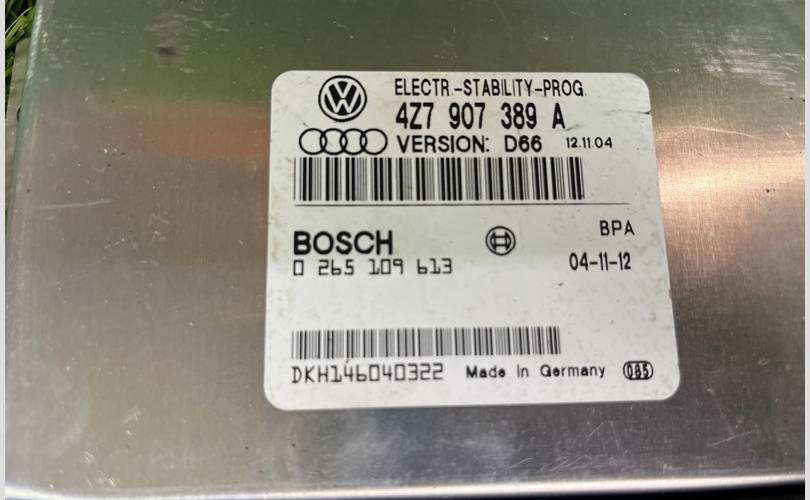 ELECTR.-STABILITY-PROG.
4Z7 907 389 A
VERSION: D66 12.11.04
BPA
BOSCH
0 265 109 613 04-11-12
DKH146040322 Made in Germany 085